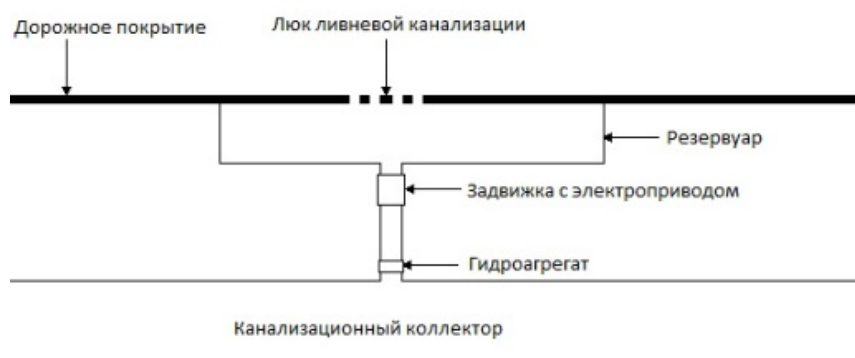 Дорожное покрытие
Люк ливневой канализации
Резервуар
Задвижка с электроприводом
Гидроагрегат
Канализационный коллектор